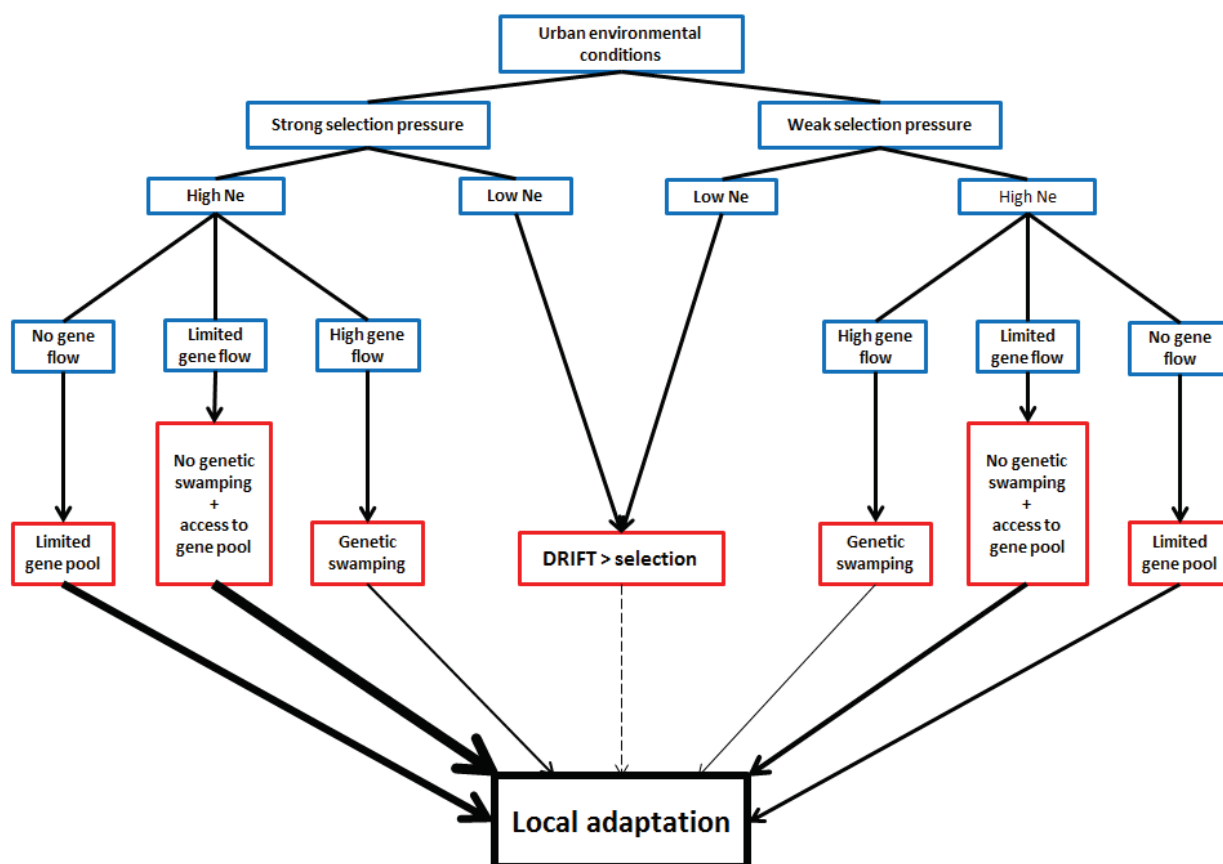 Urban environmental
conditions
Strong selection pressure
Weak selection pressure
High Ne
Low Ne
Low Ne
High Ne
No gene
flow
Limited
gene flow
High gene
flow
High gene
flow
Limited
gene flow
No gene
flow
No genetic
swamping
+
access to
gene pool
No genetic
swamping
+
access to
gene pool
Limited
gene pool
Genetic
swamping
DRIFT > selection
Genetic
swamping
Limited
gene pool
Local adaptation